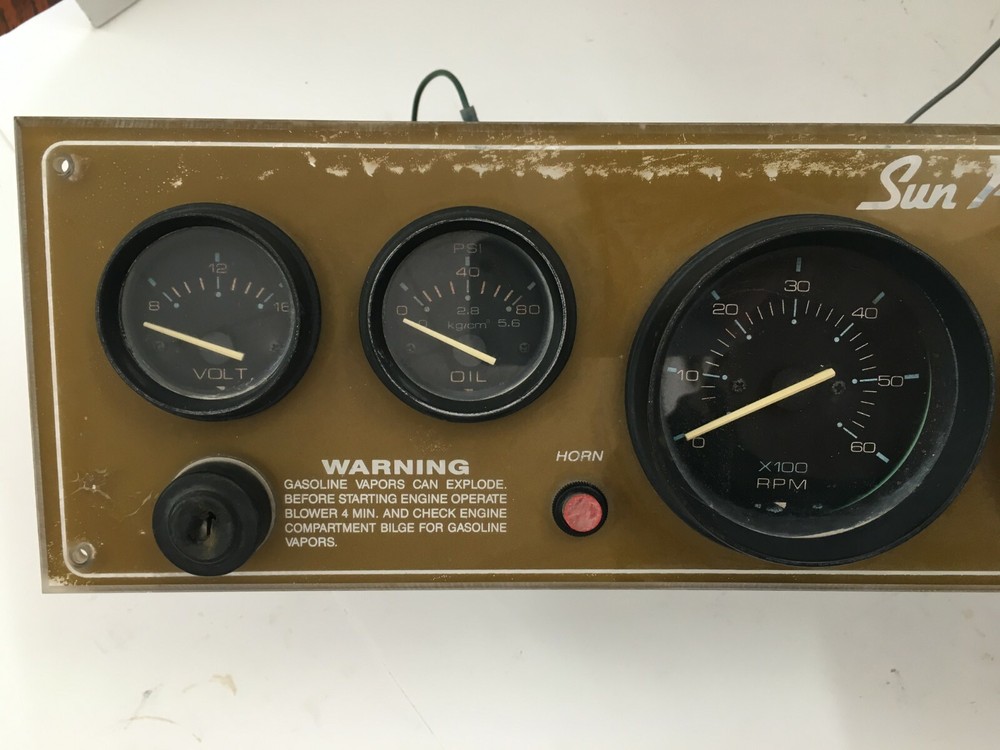 Sun
8 12 16
VOLT
PSI
0 40 80
0 2.8 5.6
kg/cm²
OIL
0 10 20 30 40 50 60
X100
RPM
HORN
WARNING
GASOLINE VAPORS CAN EXPLODE.
BEFORE STARTING ENGINE OPERATE
BLOWER 4 MIN. AND CHECK ENGINE
COMPARTMENT BILGE FOR GASOLINE
VAPORS.